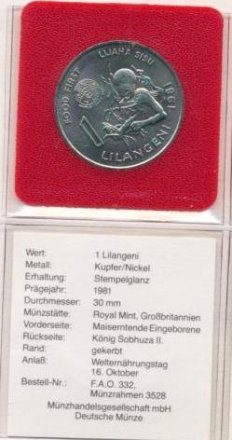 FOOD FIRST
LIJARA SISU
1981
1
LILANGENI
Wert: 1 Lilangeni
Metall: Kupfer/Nickel
Erhaltung: Stempelglanz
Prägejahr: 1981
Durchmesser: 30 mm
Münzstätte: Royal Mint, Großbritannien
Vorderseite: Maiserntende Eingeborene
Rückseite: König Sobhuza II.
Rand: gekerbt
Anlaß: Welternährungstag
16. Oktober
Bestell-Nr.: F.A.O. 332,
Münzrahmen 3528
Münzhandelsgesellschaft mbH
Deutsche Münze